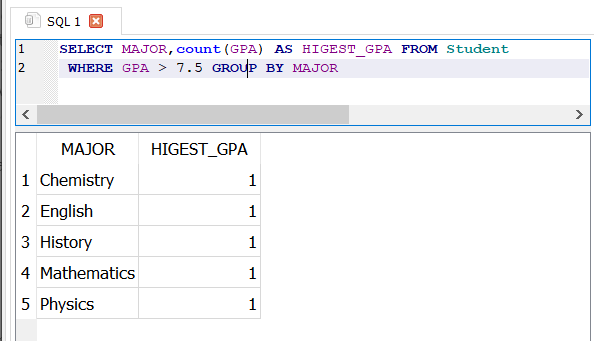 SQL 1
1 SELECT MAJOR,count(GPA) AS HIGEST_GPA FROM Student
2 WHERE GPA > 7.5 GROUP BY MAJOR
MAJOR HIGEST_GPA
1 Chemistry 1
2 English 1
3 History 1
4 Mathematics 1
5 Physics 1